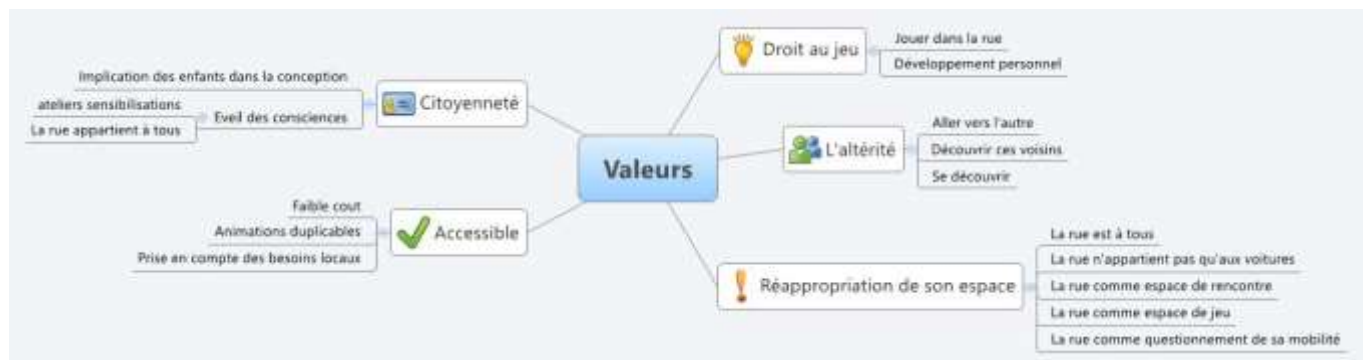 Valeurs
Droit au jeu
Jouer dans la rue
Développement personnel
L'altérité
Aller vers l'autre
Découvrir ces voisins
Se découvrir
Réappropriation de son espace
La rue est à tous
La rue n'appartient pas qu'aux voitures
La rue comme espace de rencontre
La rue comme espace de jeu
La rue comme questionnement de sa mobilité
Citoyenneté
Implication des enfants dans la conception
Eveil des consciences
ateliers sensibilisations
La rue appartient à tous
Accessible
Faible cout
Animations duplicables
Prise en compte des besoins locaux